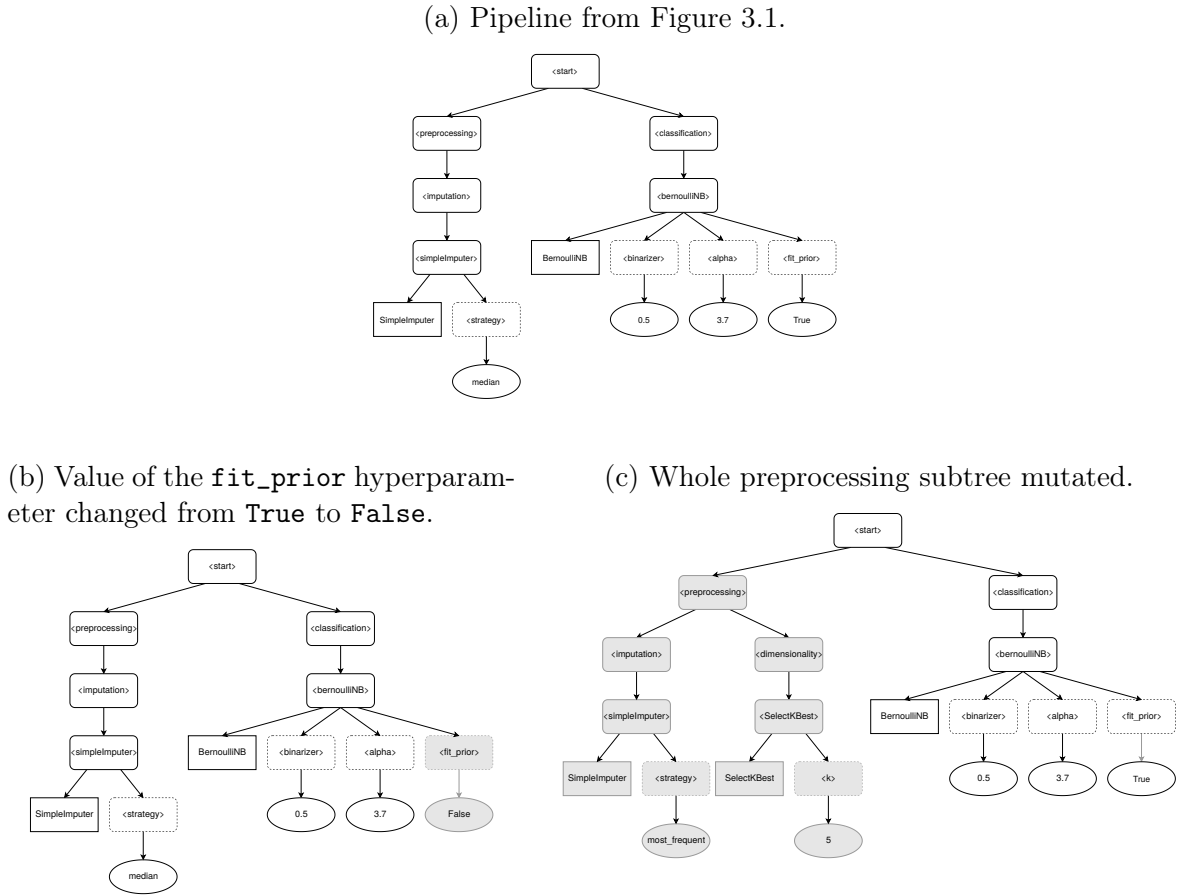 (a) Pipeline from Figure 3.1.
<start>
<preprocessing> <classification>
<imputation> <bernoulliNB>
<simpleImputer> BernoulliNB <binarizer> <alpha> <fit_prior>
SimpleImputer <strategy> 0.5 3.7 True
median
(b) Value of the fit_prior hyperparam-
eter changed from True to False.
<start>
<preprocessing> <classification>
<imputation> <bernoulliNB>
<simpleImputer> BernoulliNB <binarizer> <alpha> <fit_prior>
SimpleImputer <strategy> 0.5 3.7 False
median
(c) Whole preprocessing subtree mutated.
<start>
<preprocessing> <classification>
<imputation> <dimensionality> <bernoulliNB>
<simpleImputer> <SelectKBest> BernoulliNB <binarizer> <alpha> <fit_prior>
SimpleImputer <strategy> SelectKBest <k> 0.5 3.7 True
most_frequent 5